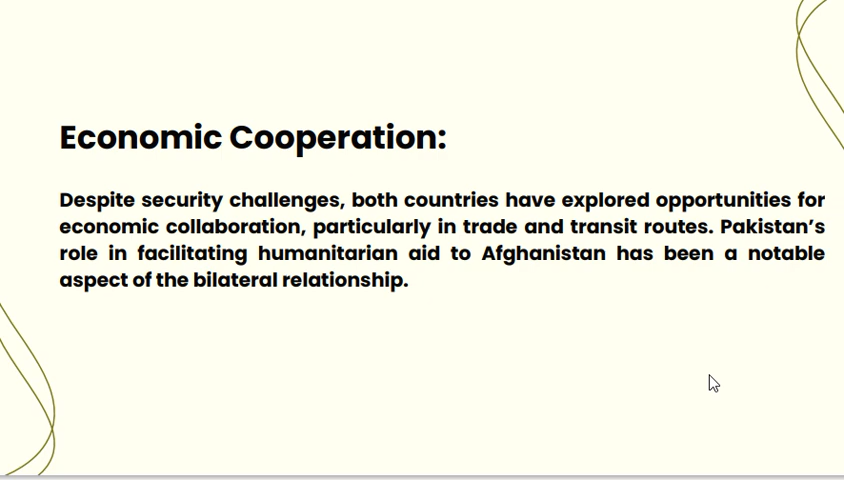 Economic Cooperation:
Despite security challenges, both countries have explored opportunities for
economic collaboration, particularly in trade and transit routes. Pakistan’s
role in facilitating humanitarian aid to Afghanistan has been a notable
aspect of the bilateral relationship.